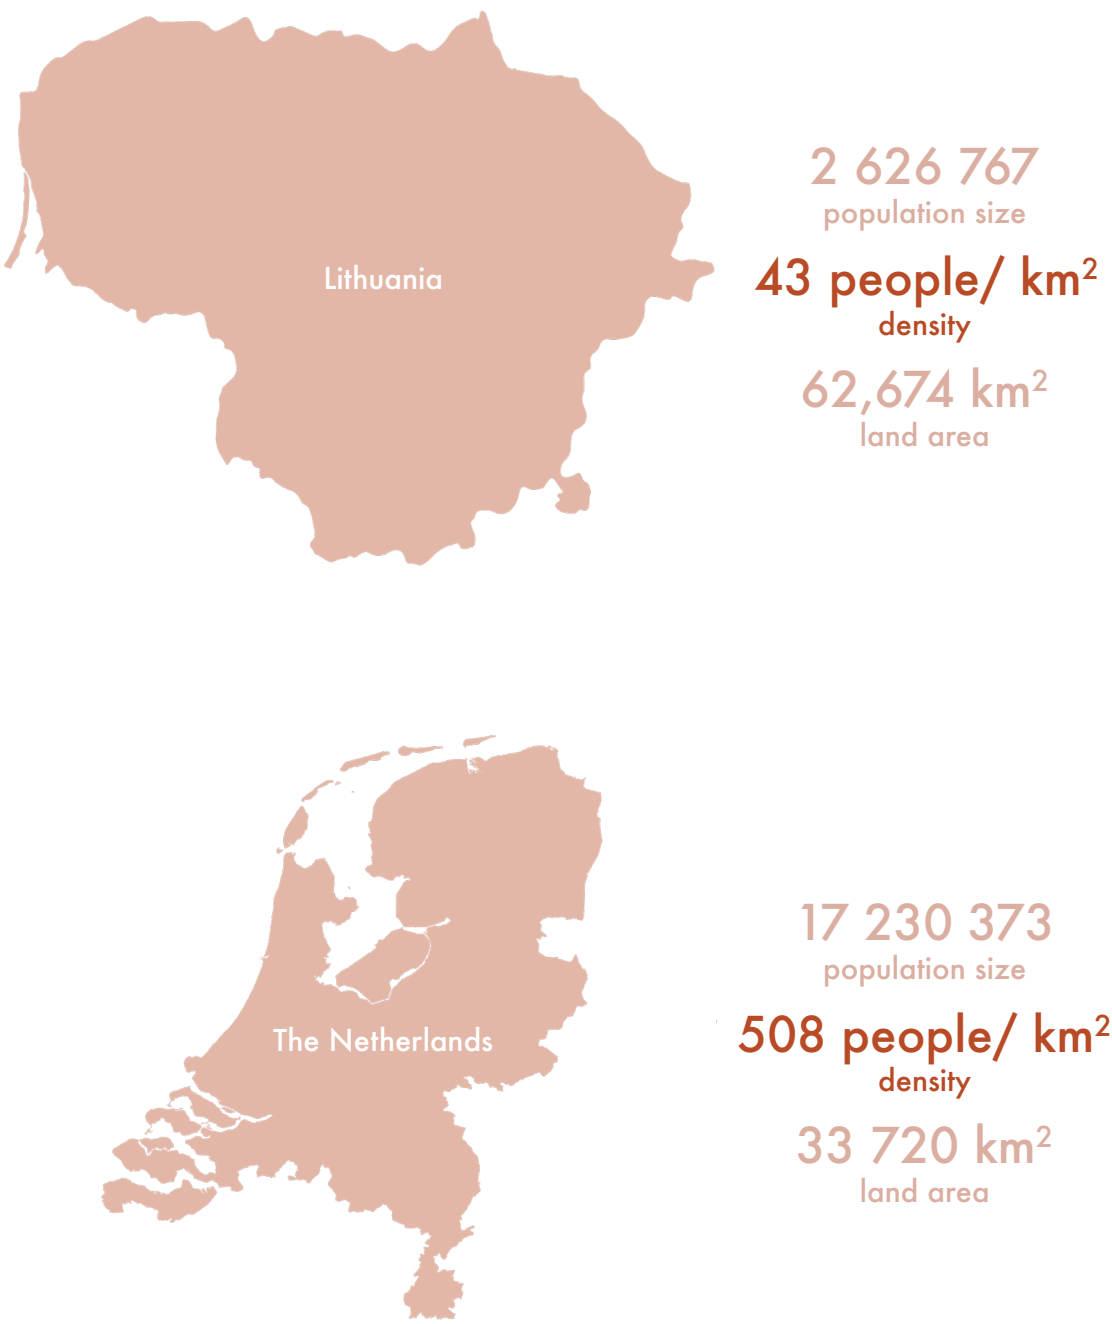 Lithuania
2 626 767
population size
43 people/ km²
density
62,674 km²
land area
The Netherlands
17 230 373
population size
508 people/ km²
density
33 720 km²
land area